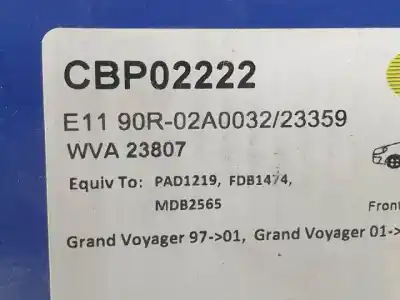 CBP02222
E11 90R-02A0032/23359
WVA 23807
Equiv To: PAD1219, FDB1474,
MDB2565
Front
Grand Voyager 97->01, Grand Voyager 01->